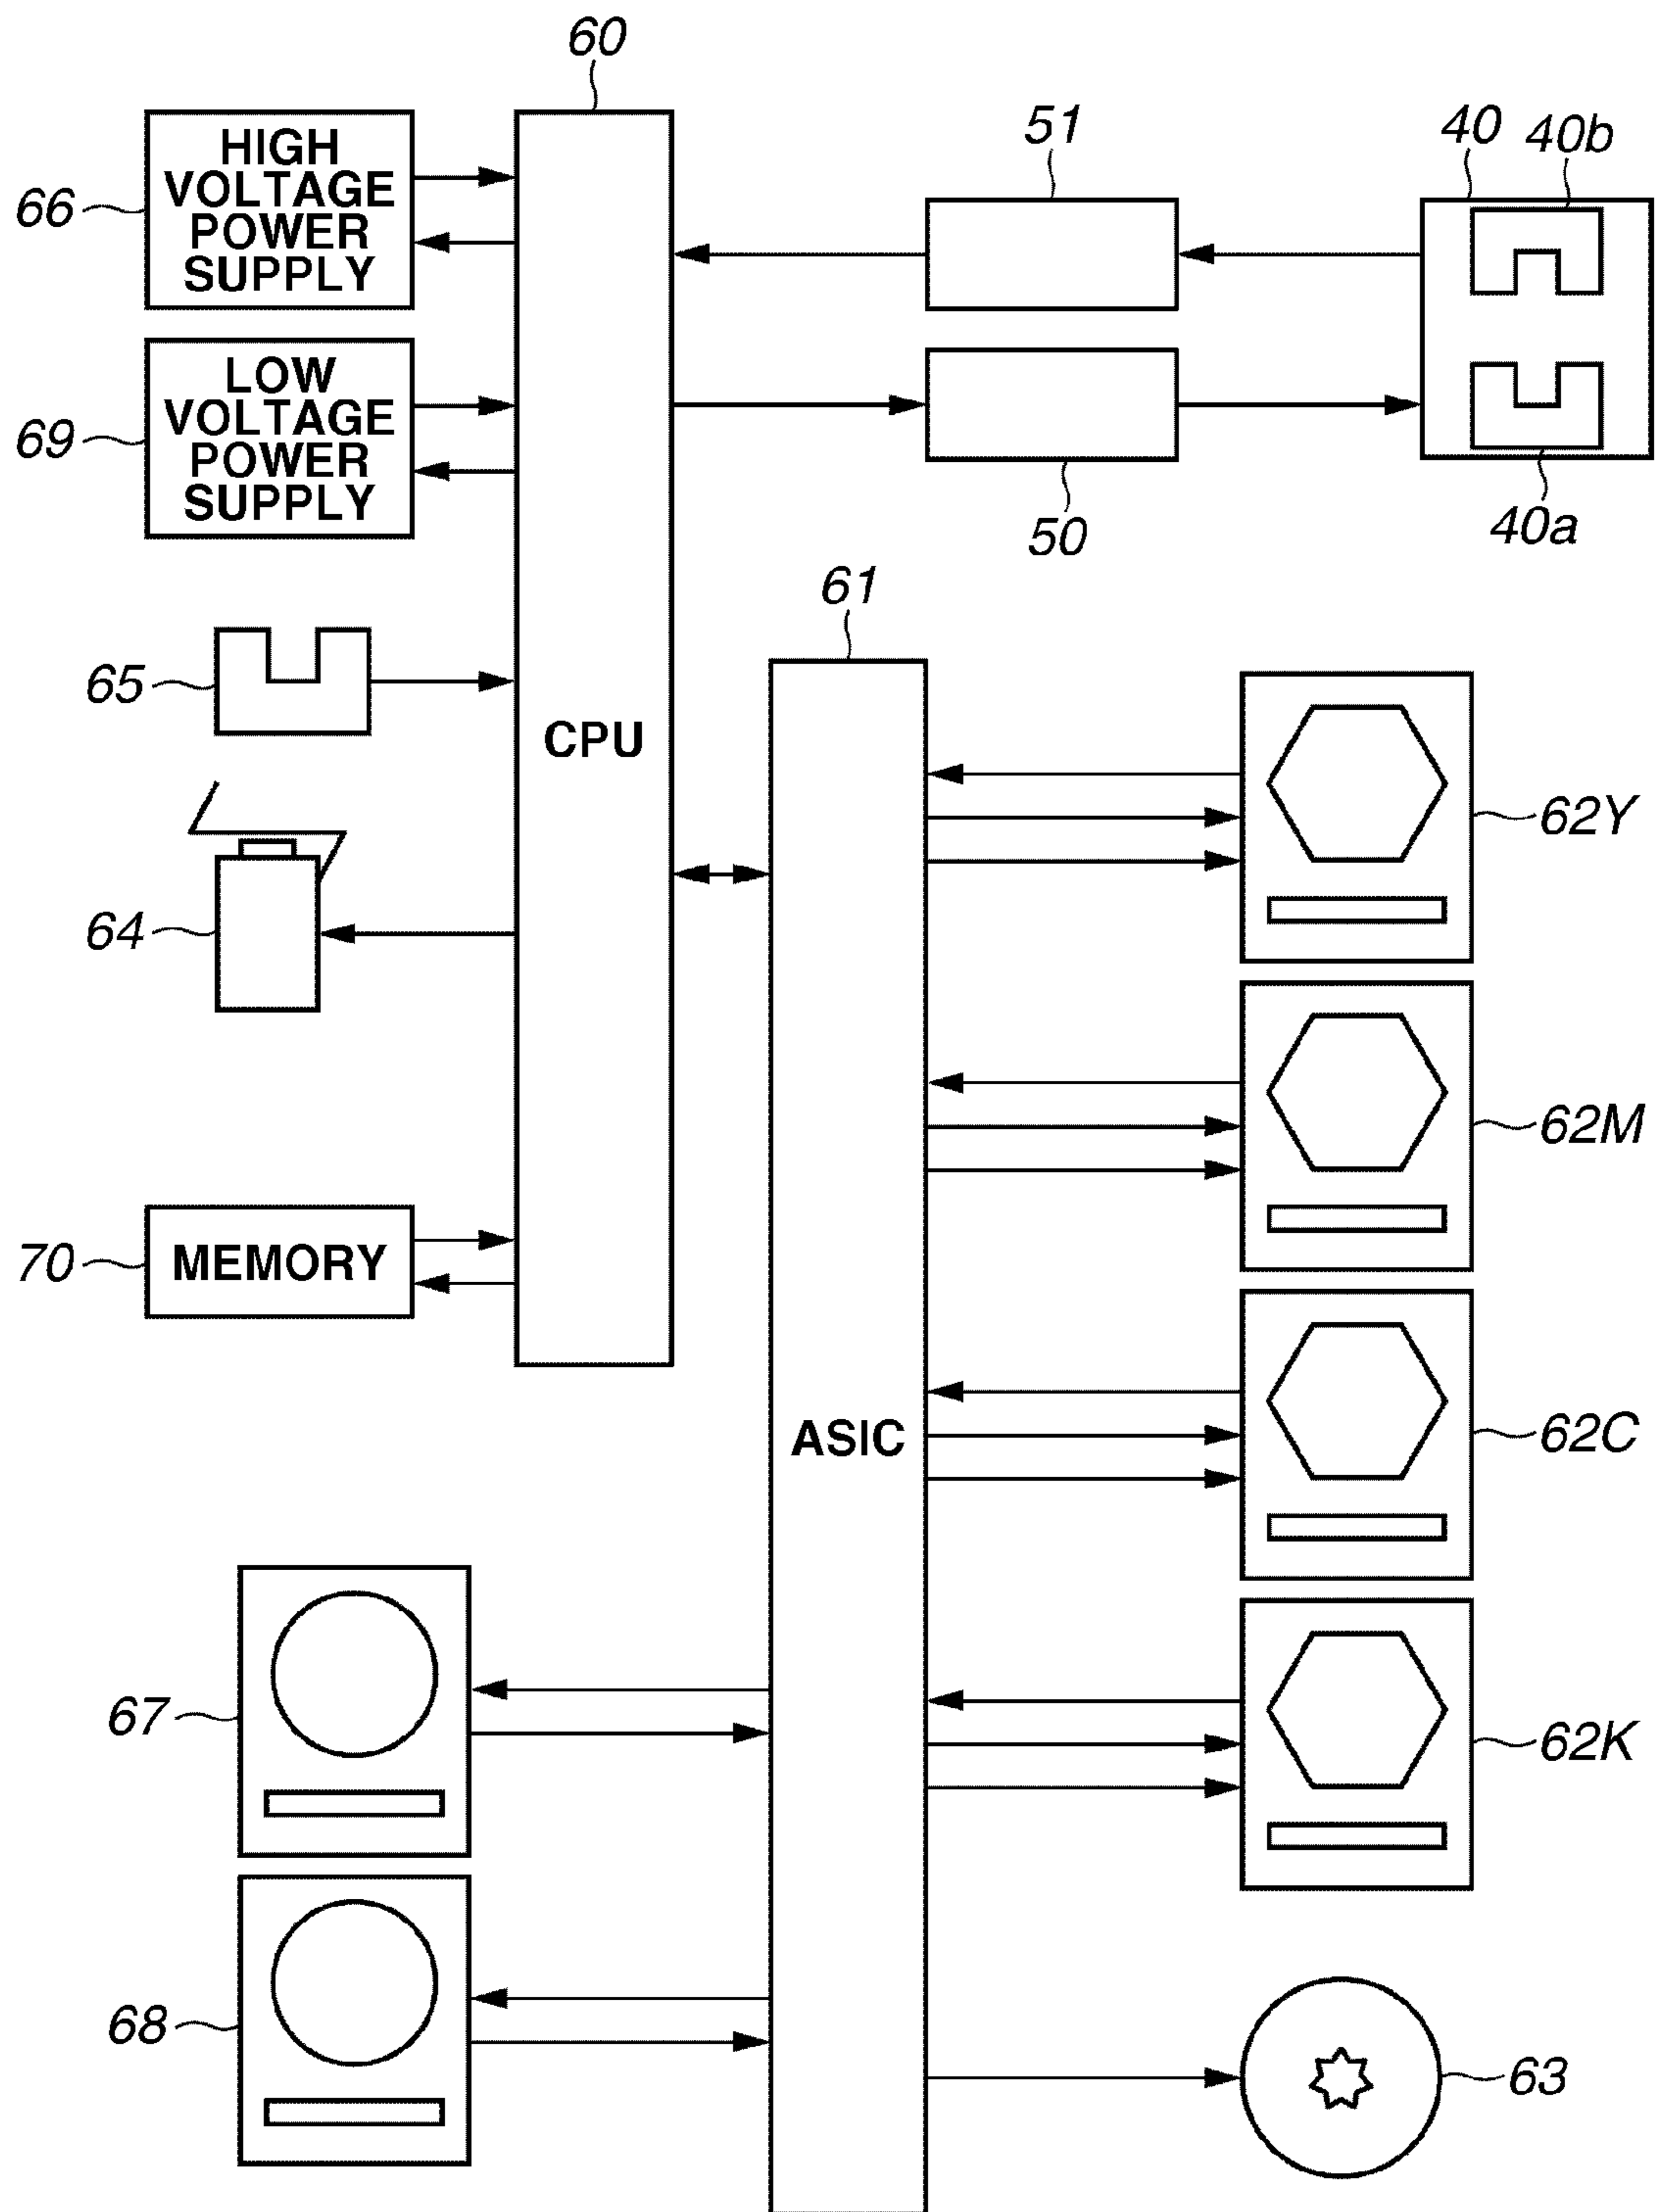 60
HIGH
VOLTAGE
POWER
SUPPLY
66
51
40
40b
LOW
VOLTAGE
POWER
SUPPLY
69
50
40a
61
65
CPU
62Y
64
62M
70
MEMORY
62C
ASIC
67
62K
68
63